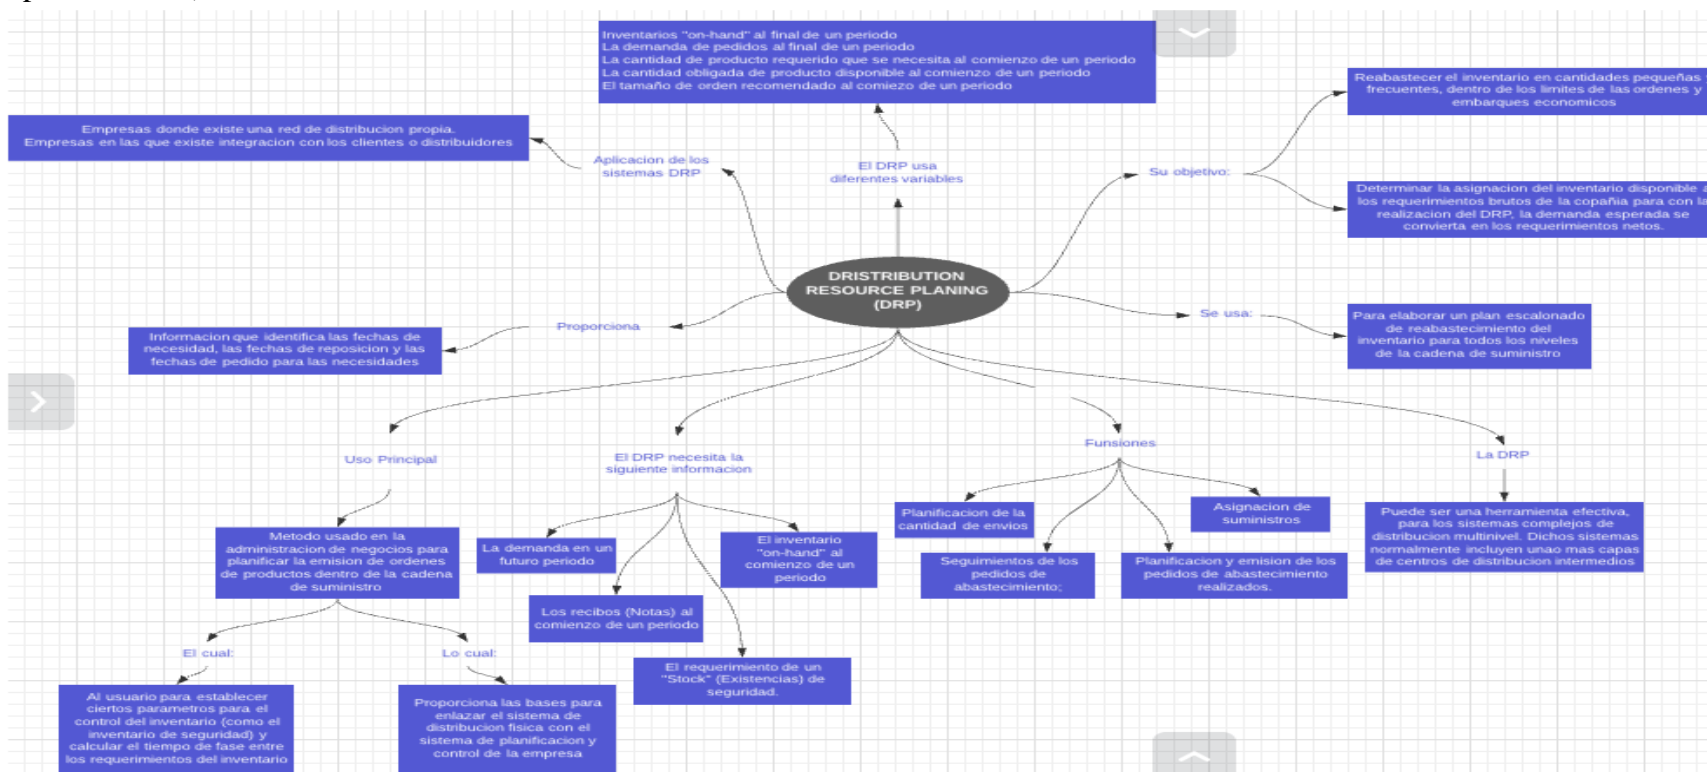 Inventarios "on-hand" al final de un periodo
La demanda de pedidos al final de un periodo
La cantidad de producto requerido que se necesita al comienzo de un periodo
La cantidad obligada de producto disponible al comienzo de un periodo
El tamaño de orden recomendado al comiezo de un periodo
Reabastecer el inventario en cantidades pequeñas
frecuentes, dentro de los limites de las ordenes y
embarques economicos
Empresas donde existe una red de distribucion propia.
Empresas en las que existe integracion con los clientes o distribuidores
Aplicacion de los
sistemas DRP
El DRP usa
diferentes variables
Su objetivo:
Determinar la asignacion del inventario disponible a
los requerimientos brutos de la copañia para con la
realizacion del DRP, la demanda esperada se
convierta en los requerimientos netos.
DRISTRIBUTION
RESOURCE PLANING
(DRP)
Proporciona
Informacion que identifica las fechas de
necesidad, las fechas de reposicion y las
fechas de pedido para las necesidades
Se usa:
Para elaborar un plan escalonado
de reabastecimiento del
inventario para todos los niveles
de la cadena de suministro
Uso Principal
El DRP necesita la
siguiente informacion
Funsiones
La DRP
Metodo usado en la
administracion de negocios para
planificar la emision de ordenes
de productos dentro de la cadena
de suministro
La demanda en un
futuro periodo
El inventario
"on-hand" al
comienzo de un
periodo
Los recibos (Notas) al
comienzo de un periodo
El requerimiento de un
"Stock" (Existencias) de
seguridad.
Planificacion de la
cantidad de envios
Asignacion de
suministros
Seguimientos de los
pedidos de
abastecimiento;
Planificacion y emision de los
pedidos de abastecimiento
realizados.
Puede ser una herramienta efectiva,
para los sistemas complejos de
distribucion multinivel. Dichos sistemas
normalmente incluyen unao mas capas
de centros de distribucion intermedios
El cual:
Lo cual:
Al usuario para establecer
ciertos parametros para el
control del inventario (como el
inventario de seguridad) y
calcular el tiempo de fase entre
los requerimientos del inventario
Proporciona las bases para
enlazar el sistema de
distribucion fisica con el
sistema de planificacion y
control de la empresa